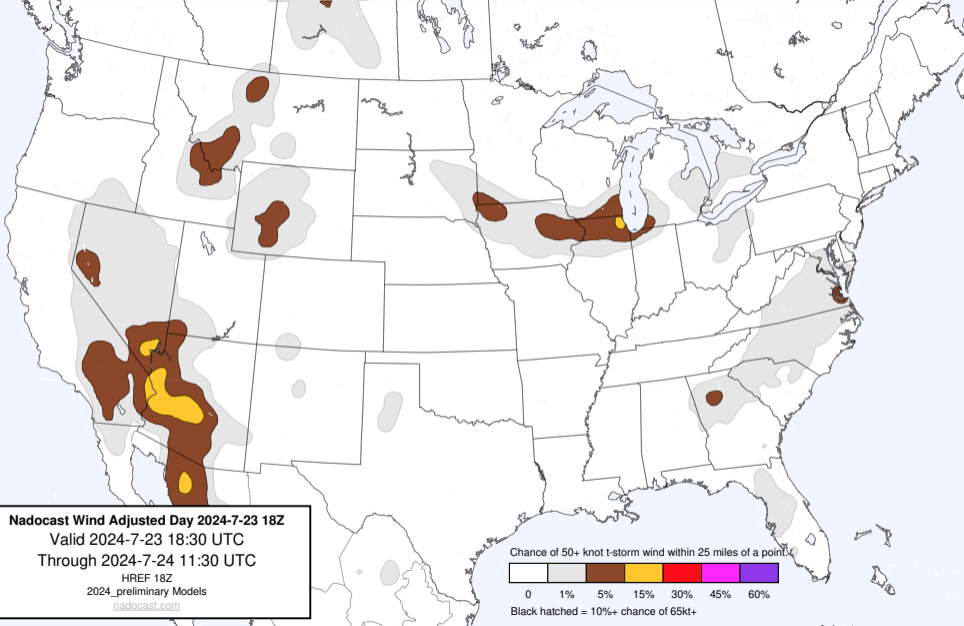 Nadocast Wind Adjusted Day 2024-7-23 18Z
Valid 2024-7-23 18:30 UTC
Through 2024-7-24 11:30 UTC
HREF 18Z
2024_preliminary Models
nadocast.com
Chance of 50+ knot t-storm wind within 25 miles of a point.
0 1% 5% 15% 30% 45% 60%
Black hatched = 10%+ chance of 65kt+